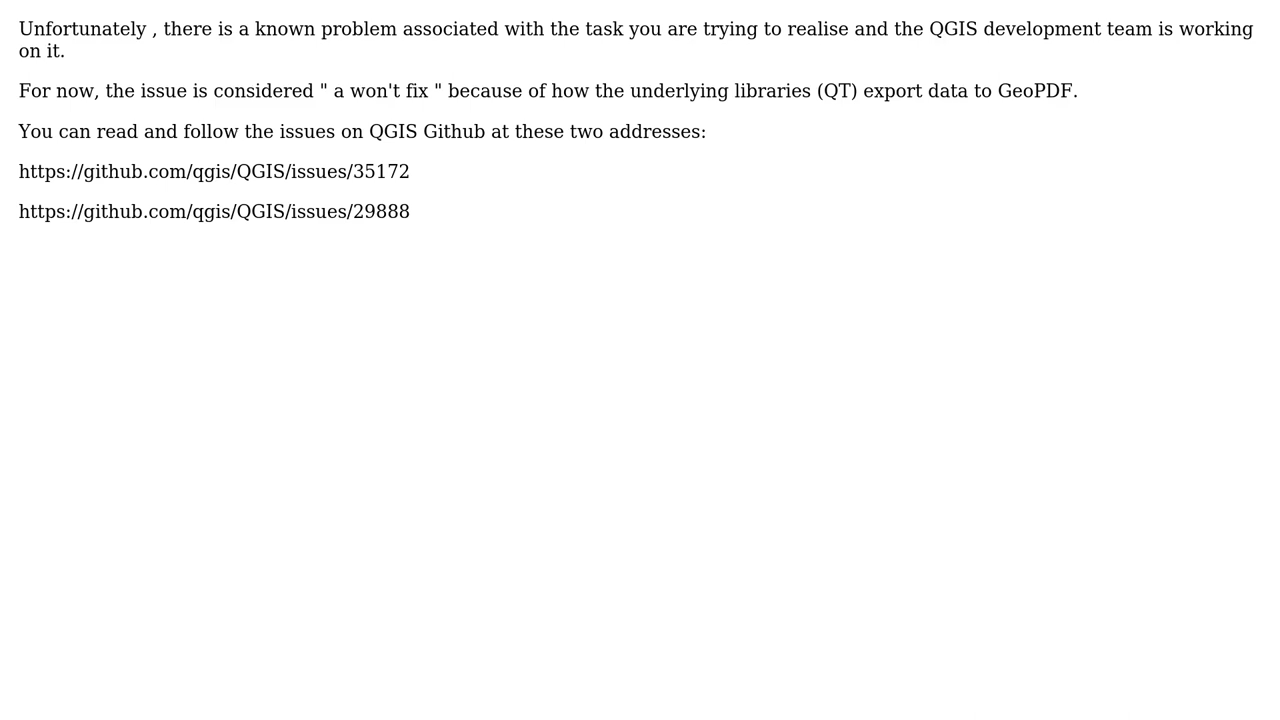 Unfortunately , there is a known problem associated with the task you are trying to realise and the QGIS development team is working
on it.
For now, the issue is considered " a won't fix " because of how the underlying libraries (QT) export data to GeoPDF.
You can read and follow the issues on QGIS Github at these two addresses:
https://github.com/qgis/QGIS/issues/35172
https://github.com/qgis/QGIS/issues/29888